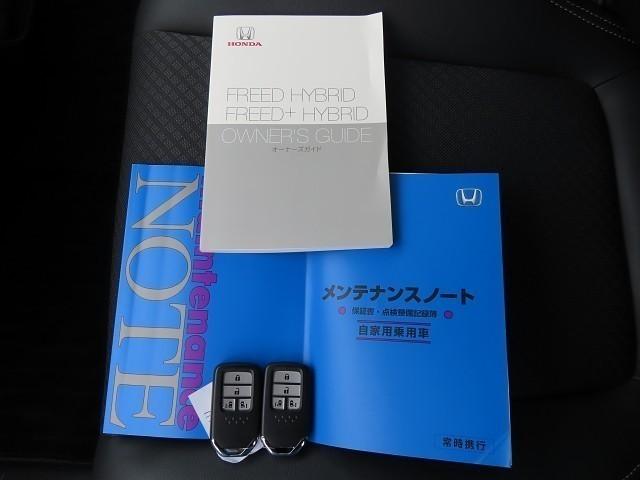 HONDA
FREED HYBRID
FREED+ HYBRID
OWNER'S GUIDE
オーナーズガイド
Maintenance
NOTE
メンテナンスノート
保証書・点検整備記録簿
自家用乗用車
常時携行